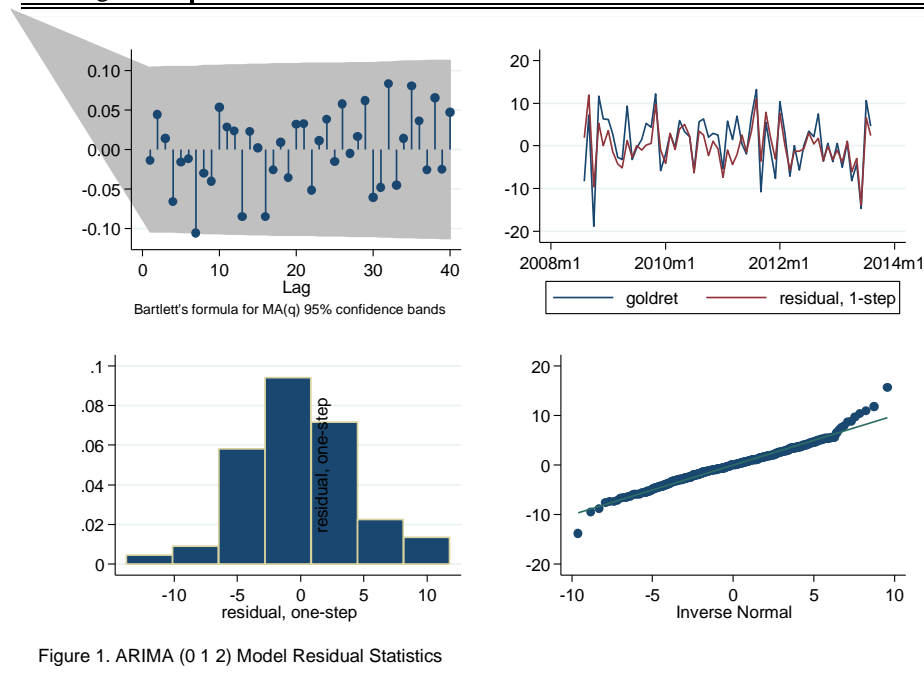 0.10
0.05
0.00
-0.05
-0.10
0 10 20 30 40
Lag
Bartlett's formula for MA(q) 95% confidence bands
20
10
0
-10
-20
2008m1 2010m1 2012m1 2014m1
goldret residual, 1-step
.1
.08
.06
.04
.02
0
residual, one-step
-10 -5 0 5 10
residual, one-step
20
10
0
-10
-20
-10 -5 0 5 10
Inverse Normal
Figure 1. ARIMA (0 1 2) Model Residual Statistics